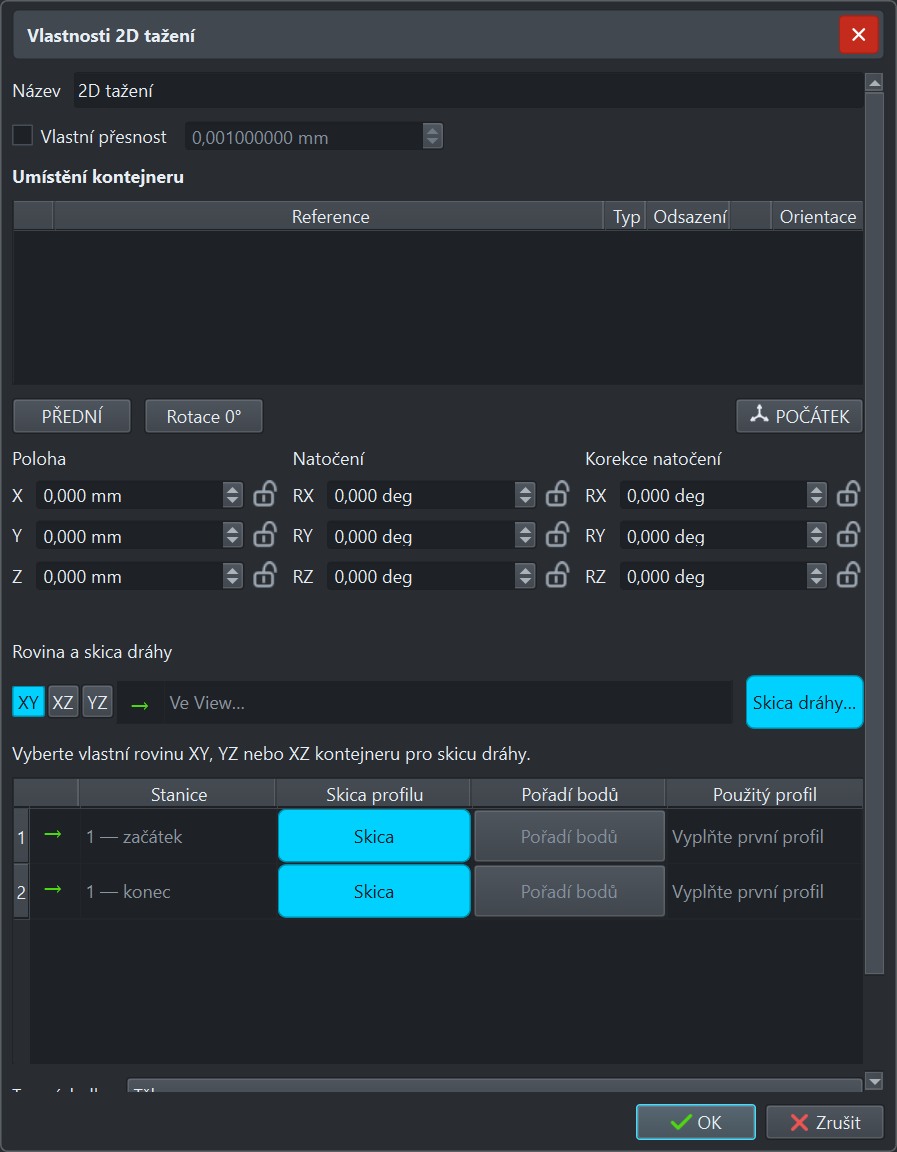 Vlastnosti 2D tažení
Název 2D tažení
Vlastní přesnost 0,001000000 mm
Umístění kontejneru
Reference Typ Odsazení Orientace
PŘEDNÍ Rotace 0° POČÁTEK
Poloha Natočení Korekce natočení
X 0,000 mm RX 0,000 deg RX 0,000 deg
Y 0,000 mm RY 0,000 deg RY 0,000 deg
Z 0,000 mm RZ 0,000 deg RZ 0,000 deg
Rovina a skica dráhy
XY XZ YZ → Ve View... Skica dráhy...
Vyberte vlastní rovinu XY, YZ nebo XZ kontejneru pro skicu dráhy.
Stanice Skica profilu Pořadí bodů Použitý profil
1 → 1 — začátek Skica Pořadí bodů Vyplňte první profil
2 → 1 — konec Skica Pořadí bodů Vyplňte první profil
OK Zrušit